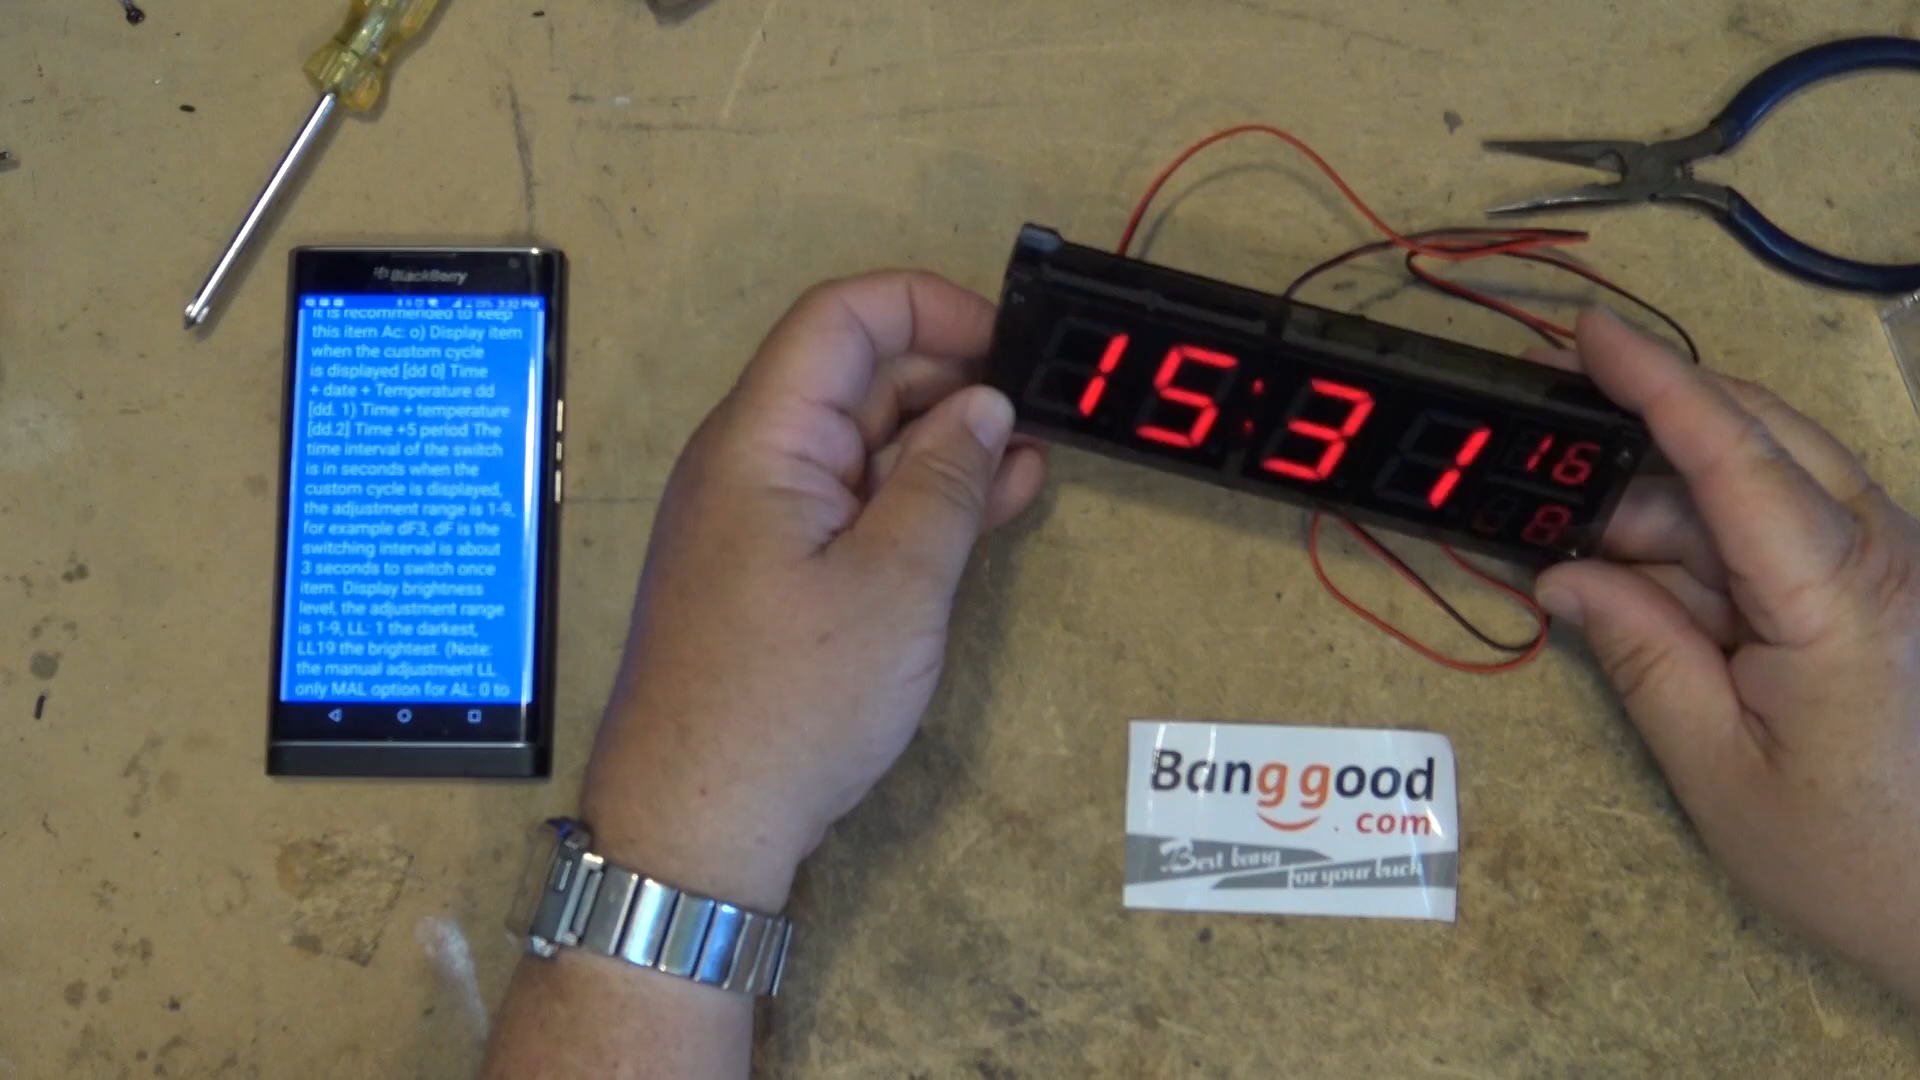 BlackBerry
3:32 PM
it is recommended to keep
this item Ac: o) Display item
when the custom cycle
is displayed [dd 0] Time
+ date + Temperature dd
[dd. 1) Time + temperature
[dd.2] Time +5 period The
time interval of the switch
is in seconds when the
custom cycle is displayed,
the adjustment range is 1-9,
for example dF3, dF is the
switching interval is about
3 seconds to switch once
item. Display brightness
level, the adjustment range
is 1-9, LL: 1 the darkest,
LL19 the brightest. (Note:
the manual adjustment LL
only MAL option for AL: 0 to
15:31
16
8
Banggood
.com
Best bang
for your buck